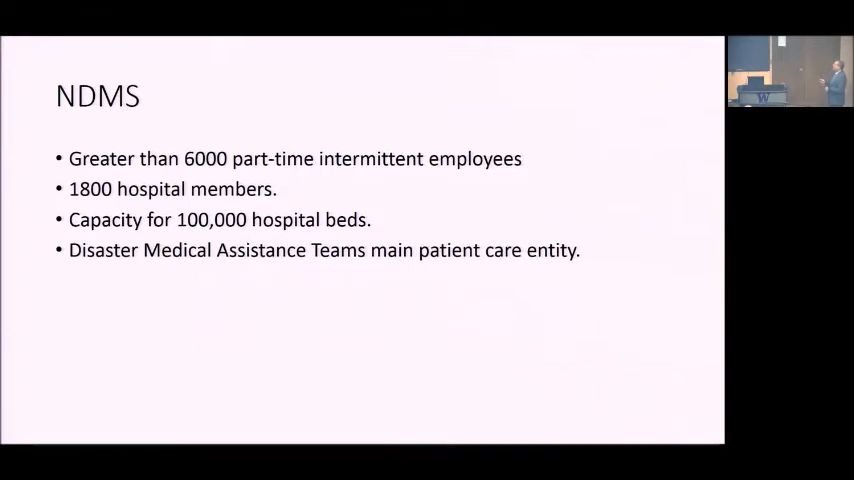 NDMS
• Greater than 6000 part-time intermittent employees
• 1800 hospital members.
• Capacity for 100,000 hospital beds.
• Disaster Medical Assistance Teams main patient care entity.
W